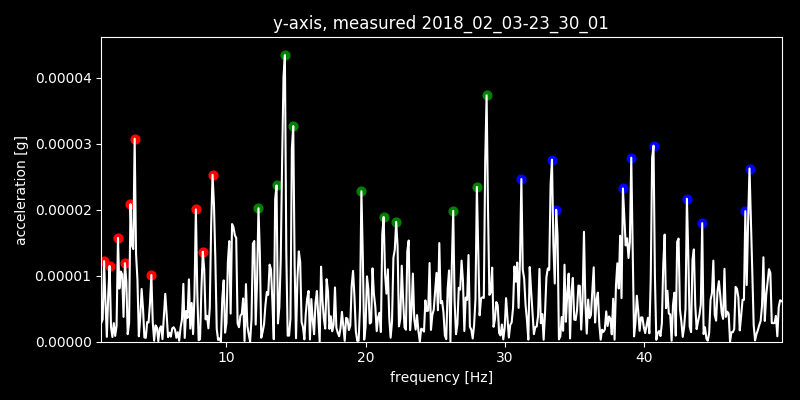 y-axis, measured 2018_02_03-23_30_01
acceleration [g]
0.00004
0.00003
0.00002
0.00001
0.00000
10 20 30 40
frequency [Hz]